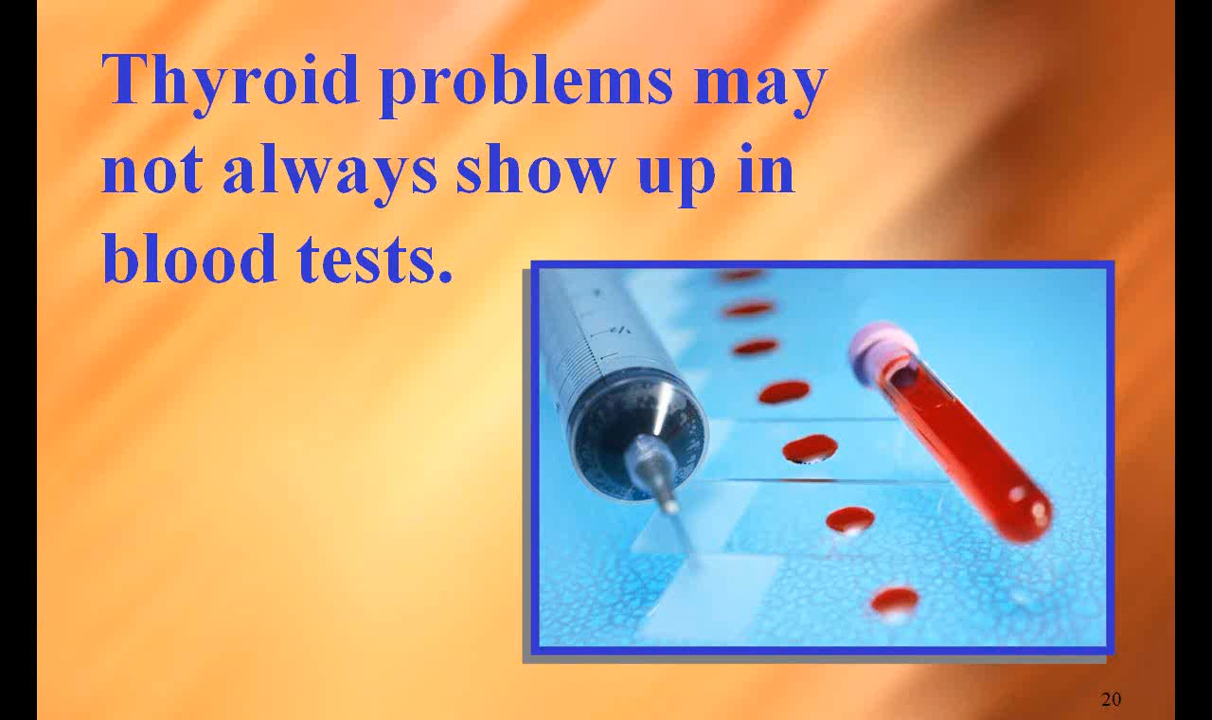 Thyroid problems may
not always show up in
blood tests.
20